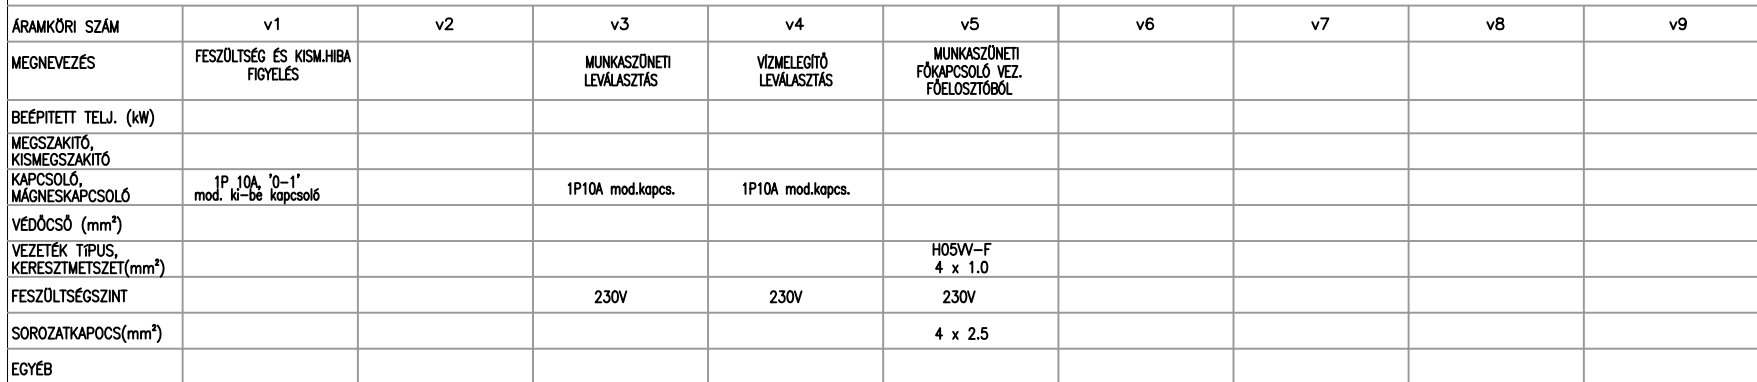 ÁRAMKÖRI SZÁM v1 v2 v3 v4 v5 v6 v7 v8 v9
MEGNEVEZÉS
FESZÜLTSÉG ÉS KISM.HIBA
FIGYELÉS
MUNKASZÜNETI
LEVÁLASZTÁS
VÍZMELEGÍTŐ
LEVÁLASZTÁS
MUNKASZÜNETI
FŐKAPCSOLÓ VEZ.
FŐELOSZTÓBÓL
BEÉPITETT TELJ. (kW)
MEGSZAKITÓ,
KISMEGSZAKITÓ
KAPCSOLÓ,
MÁGNESKAPCSOLÓ
1P 10A, '0-1'
mod. ki-be kapcsoló
1P10A mod.kapcs.
1P10A mod.kapcs.
VÉDŐCSŐ (mm²)
VEZETÉK TíPUS,
KERESZTMETSZET(mm²)
H05VV-F
4 x 1.0
FESZÜLTSÉGSZINT 230V 230V 230V
SOROZATKAPOCS(mm²) 4 x 2.5
EGYÉB